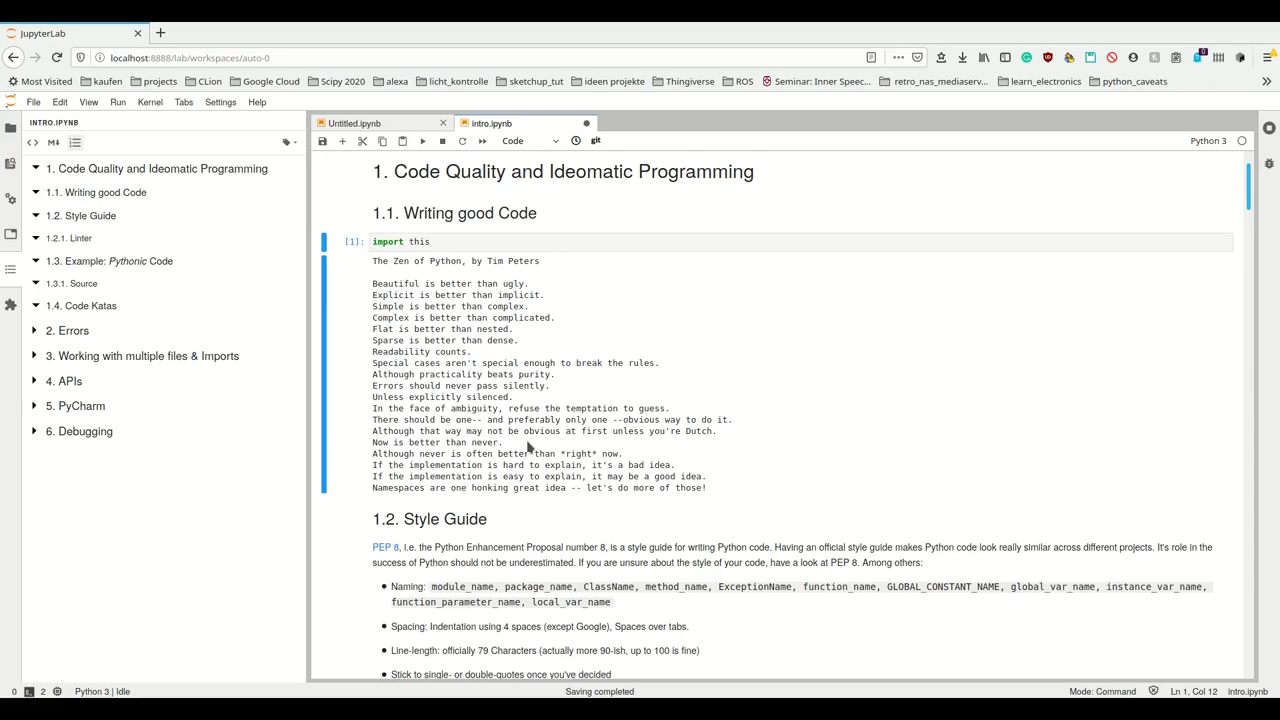 JupyterLab
localhost:8888/lab/workspaces/auto-0
Most Visited kaufen projects CLion Google Cloud Scipy 2020 alexa licht_kontrolle sketchup_tut ideen projekte Thingiverse ROS Seminar: Inner Speec... retro_nas_mediaserv... learn_electronics python_caveats
File Edit View Run Kernel Tabs Settings Help
INTRO.IPYNB
1. Code Quality and Ideomatic Programming
1.1. Writing good Code
1.2. Style Guide
1.2.1. Linter
1.3. Example: Pythonic Code
1.3.1. Source
1.4. Code Katas
2. Errors
3. Working with multiple files & Imports
4. APIs
5. PyCharm
6. Debugging
Untitled.ipynb intro.ipynb
Code git Python 3
1. Code Quality and Ideomatic Programming
1.1. Writing good Code
[1]: import this
The Zen of Python, by Tim Peters
Beautiful is better than ugly.
Explicit is better than implicit.
Simple is better than complex.
Complex is better than complicated.
Flat is better than nested.
Sparse is better than dense.
Readability counts.
Special cases aren't special enough to break the rules.
Although practicality beats purity.
Errors should never pass silently.
Unless explicitly silenced.
In the face of ambiguity, refuse the temptation to guess.
There should be one-- and preferably only one --obvious way to do it.
Although that way may not be obvious at first unless you're Dutch.
Now is better than never.
Although never is often better than *right* now.
If the implementation is hard to explain, it's a bad idea.
If the implementation is easy to explain, it may be a good idea.
Namespaces are one honking great idea -- let's do more of those!
1.2. Style Guide
PEP 8, i.e. the Python Enhancement Proposal number 8, is a style guide for writing Python code. Having an official style guide makes Python code look really similar across different projects. It's role in the
success of Python should not be underestimated. If you are unsure about the style of your code, have a look at PEP 8. Among others:
Naming: module_name, package_name, ClassName, method_name, ExceptionName, function_name, GLOBAL_CONSTANT_NAME, global_var_name, instance_var_name,
function_parameter_name, local_var_name
Spacing: Indentation using 4 spaces (except Google), Spaces over tabs.
Line-length: officially 79 Characters (actually more 90-ish, up to 100 is fine)
Stick to single- or double-quotes once you've decided
0 2 Python 3 | Idle Saving completed Mode: Command Ln 1, Col 12 intro.ipynb